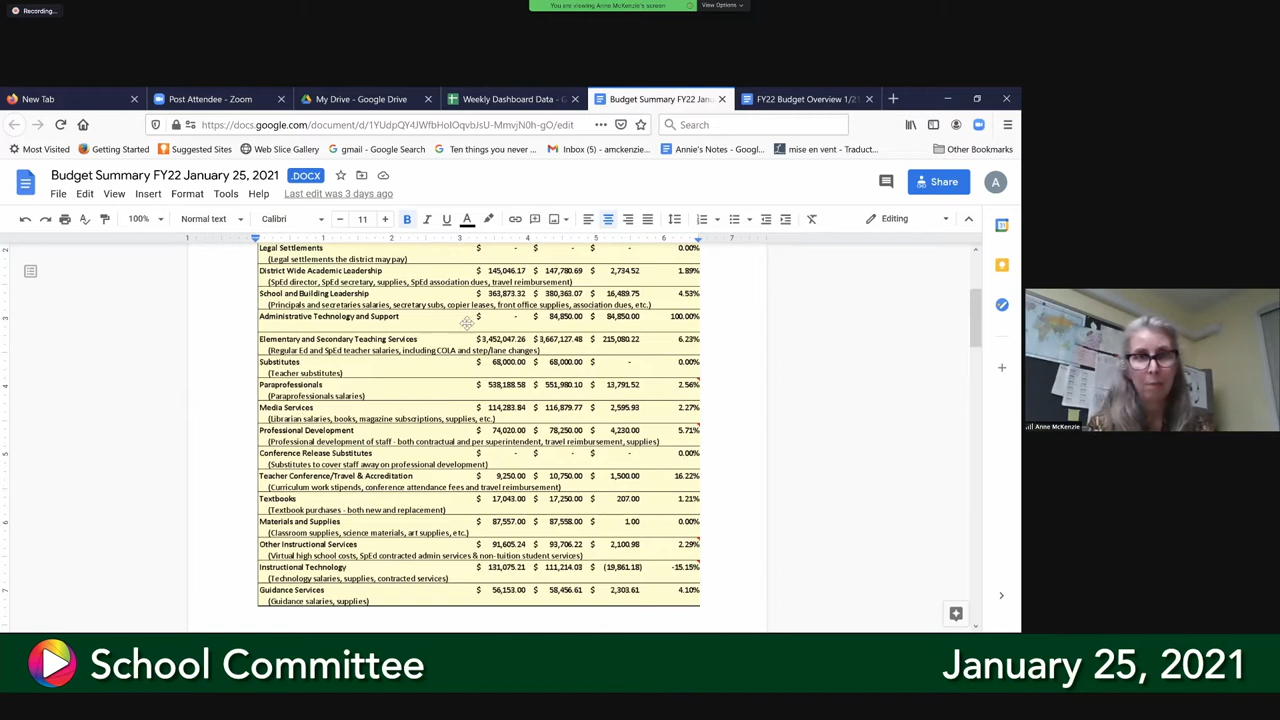 Recording...
You are viewing Anne McKenzie's screen View Options
New Tab Post Attendee - Zoom My Drive - Google Drive Weekly Dashboard Data - G Budget Summary FY22 Janu FY22 Budget Overview 1/21
https://docs.google.com/document/d/1YUdpQY4JWfbHoIOqvbJsU-MmvjN0h-gO/edit Search
Most Visited Getting Started Suggested Sites Web Slice Gallery gmail - Google Search Ten things you never ... Inbox (5) - amckenzie... Annie's Notes - Googl... mise en vent - Traduct... Other Bookmarks
Budget Summary FY22 January 25, 2021 .DOCX
Share A
File Edit View Insert Format Tools Help Last edit was 3 days ago
100% Normal text Calibri 11 B I U A Editing
1 1 2 3 4 5 6 7
Legal Settlements $ - $ - $ - 0.00%
(Legal settlements the district may pay)
District Wide Academic Leadership $ 145,046.17 $ 147,780.69 $ 2,734.52 1.89%
(SpEd director, SpEd secretary, supplies, SpEd association dues, travel reimbursement)
School and Building Leadership $ 363,873.32 $ 380,363.07 $ 16,489.75 4.53%
(Principals and secretaries salaries, secretary subs, copier leases, front office supplies, association dues, etc.)
Administrative Technology and Support $ - $ 84,850.00 $ 84,850.00 100.00%
Elementary and Secondary Teaching Services $ 3,452,047.26 $ 3,667,127.48 $ 215,080.22 6.23%
(Regular Ed and SpEd teacher salaries, including COLA and step/lane changes)
Substitutes $ 68,000.00 $ 68,000.00 $ - 0.00%
(Teacher substitutes)
Paraprofessionals $ 538,188.58 $ 551,980.10 $ 13,791.52 2.56%
(Paraprofessionals salaries)
Media Services $ 114,283.84 $ 116,879.77 $ 2,595.93 2.27%
(Librarian salaries, books, magazine subscriptions, supplies, etc.)
Professional Development $ 74,020.00 $ 78,250.00 $ 4,230.00 5.71%
(Professional development of staff - both contractual and per superintendent, travel reimbursement, supplies)
Conference Release Substitutes $ - $ - $ - 0.00%
(Substitutes to cover staff away on professional development)
Teacher Conference/Travel & Accreditation $ 9,250.00 $ 10,750.00 $ 1,500.00 16.22%
(Curriculum work stipends, conference attendance fees and travel reimbursement)
Textbooks $ 17,043.00 $ 17,250.00 $ 207.00 1.21%
(Textbook purchases - both new and replacement)
Materials and Supplies $ 87,557.00 $ 87,558.00 $ 1.00 0.00%
(Classroom supplies, science materials, art supplies, etc.)
Other Instructional Services $ 91,605.24 $ 93,706.22 $ 2,100.98 2.29%
(Virtual high school costs, SpEd contracted admin services & non-tuition student services)
Instructional Technology $ 131,075.21 $ 111,214.03 $ (19,861.18) -15.15%
(Technology salaries, supplies, contracted services)
Guidance Services $ 56,153.00 $ 58,456.61 $ 2,303.61 4.10%
(Guidance salaries, supplies)
2
3
4
5
6
7
Anne McKenzie
School Committee January 25, 2021